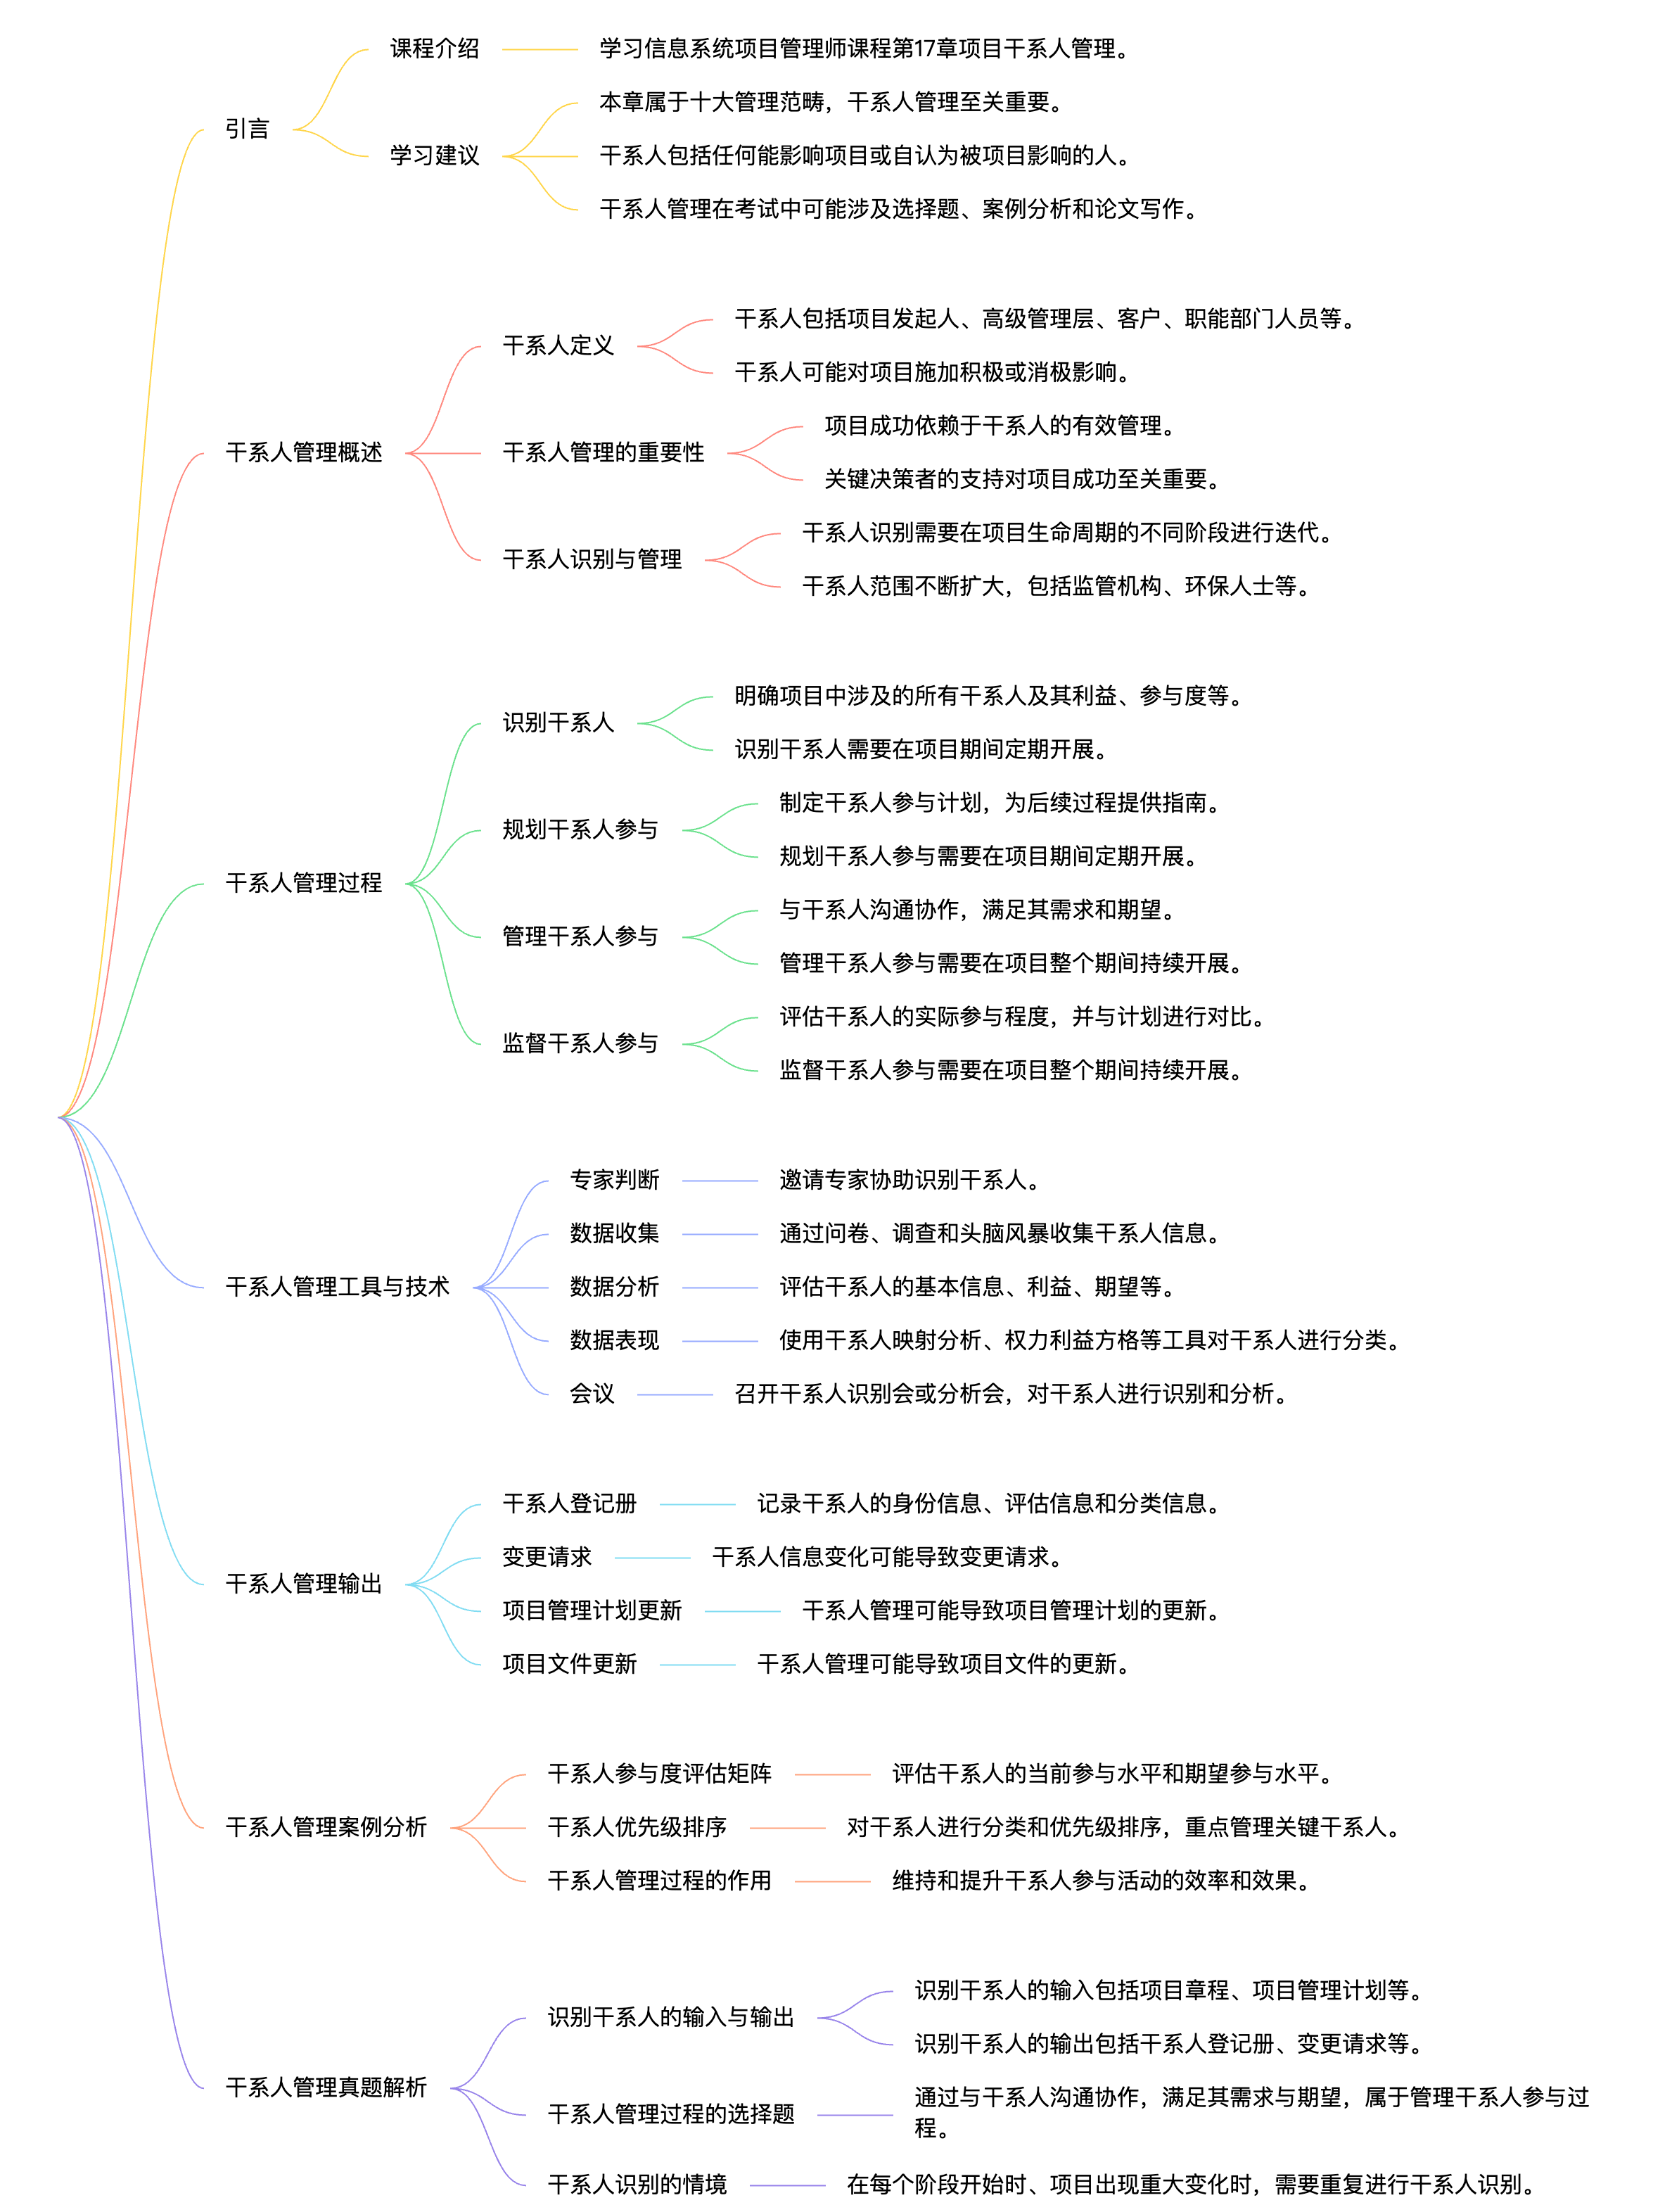 引言
课程介绍
学习信息系统项目管理师课程第17章项目干系人管理。
学习建议
本章属于十大管理范畴，干系人管理至关重要。
干系人包括任何能影响项目或自认为被项目影响的人。
干系人管理在考试中可能涉及选择题、案例分析和论文写作。
干系人管理概述
干系人定义
干系人包括项目发起人、高级管理层、客户、职能部门人员等。
干系人可能对项目施加积极或消极影响。
干系人管理的重要性
项目成功依赖于干系人的有效管理。
关键决策者的支持对项目成功至关重要。
干系人识别与管理
干系人识别需要在项目生命周期的不同阶段进行迭代。
干系人范围不断扩大，包括监管机构、环保人士等。
干系人管理过程
识别干系人
明确项目中涉及的所有干系人及其利益、参与度等。
识别干系人需要在项目期间定期开展。
规划干系人参与
制定干系人参与计划，为后续过程提供指南。
规划干系人参与需要在项目期间定期开展。
管理干系人参与
与干系人沟通协作，满足其需求和期望。
管理干系人参与需要在项目整个期间持续开展。
监督干系人参与
评估干系人的实际参与程度，并与计划进行对比。
监督干系人参与需要在项目整个期间持续开展。
干系人管理工具与技术
专家判断
邀请专家协助识别干系人。
数据收集
通过问卷、调查和头脑风暴收集干系人信息。
数据分析
评估干系人的基本信息、利益、期望等。
数据表现
使用干系人映射分析、权力利益方格等工具对干系人进行分类。
会议
召开干系人识别会或分析会，对干系人进行识别和分析。
干系人管理输出
干系人登记册
记录干系人的身份信息、评估信息和分类信息。
变更请求
干系人信息变化可能导致变更请求。
项目管理计划更新
干系人管理可能导致项目管理计划的更新。
项目文件更新
干系人管理可能导致项目文件的更新。
干系人管理案例分析
干系人参与度评估矩阵
评估干系人的当前参与水平和期望参与水平。
干系人优先级排序
对干系人进行分类和优先级排序，重点管理关键干系人。
干系人管理过程的作用
维持和提升干系人参与活动的效率和效果。
干系人管理真题解析
识别干系人的输入与输出
识别干系人的输入包括项目章程、项目管理计划等。
识别干系人的输出包括干系人登记册、变更请求等。
干系人管理过程的选择题
通过与干系人沟通协作，满足其需求与期望，属于管理干系人参与过
程。
干系人识别的情境
在每个阶段开始时、项目出现重大变化时，需要重复进行干系人识别。